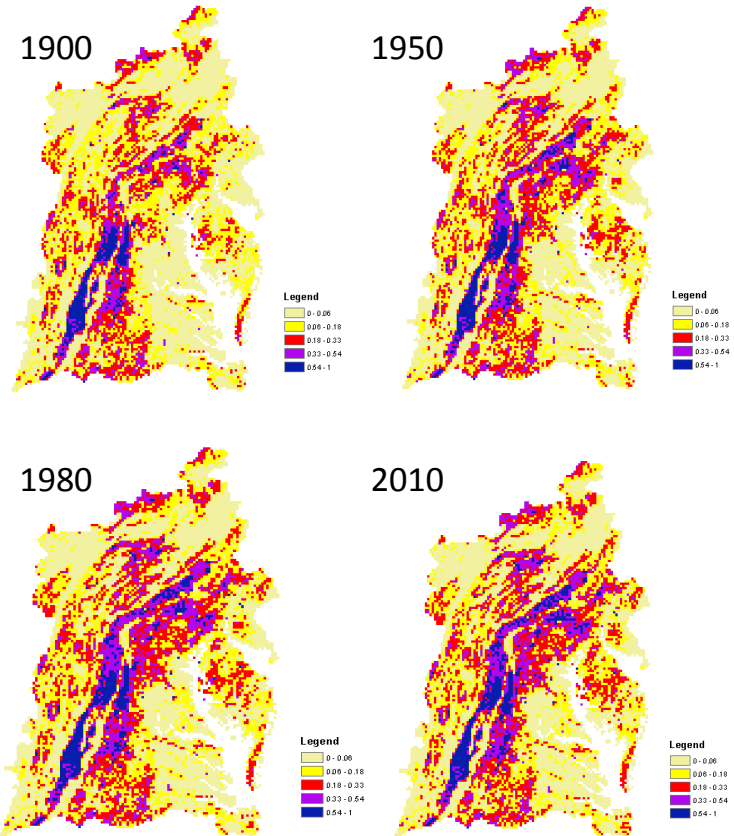 1900
1950
Legend
0 - 0.06
0.06 - 0.18
0.18 - 0.33
0.33 - 0.54
0.54 - 1
Legend
0 - 0.06
0.06 - 0.18
0.18 - 0.33
0.33 - 0.54
0.54 - 1
1980
2010
Legend
0 - 0.06
0.06 - 0.18
0.18 - 0.33
0.33 - 0.54
0.54 - 1
Legend
0 - 0.06
0.06 - 0.18
0.18 - 0.33
0.33 - 0.54
0.54 - 1